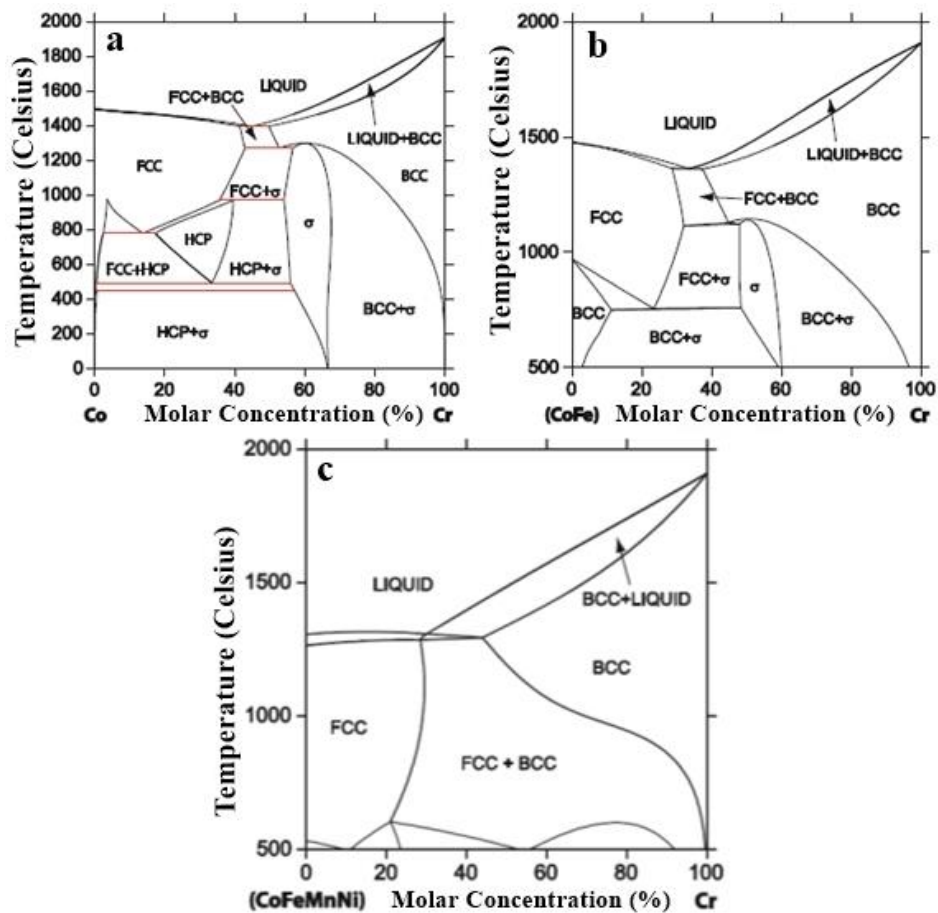 a
Temperature (Celsius)
2000
1800
1600
1400
1200
1000
800
600
400
200
0
LIQUID
FCC+BCC
LIQUID+BCC
FCC
BCC
FCC+σ
HCP
σ
FCC+HCP
HCP+σ
BCC+σ
HCP+σ
0 20 40 60 80 100
Co Molar Concentration (%) Cr
b
Temperature (Celsius)
2000
1500
1000
500
LIQUID
LIQUID+BCC
FCC+BCC
FCC
BCC
FCC+σ
σ
BCC
BCC+σ
BCC+σ
0 20 40 60 80 100
(CoFe) Molar Concentration (%) Cr
c
Temperature (Celsius)
2000
1500
1000
500
LIQUID
BCC+LIQUID
BCC
FCC
FCC + BCC
0 20 40 60 80 100
(CoFeMnNi) Molar Concentration (%) Cr